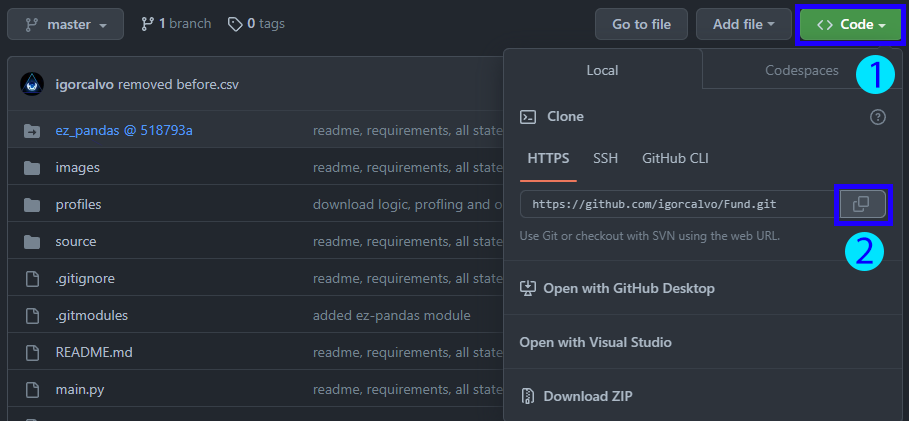 master 1 branch 0 tags Go to file Add file Code
1
igorcalvo removed before.csv
Local Codespaces
ez_pandas @ 518793a readme, requirements, all state
Clone
images readme, requirements, all state
HTTPS SSH GitHub CLI
profiles download logic, profling and o
https://github.com/igorcalvo/Fund.git
source readme, requirements, all state
Use Git or checkout with SVN using the web URL.
2
.gitignore readme, requirements, all state
Open with GitHub Desktop
.gitmodules added ez-pandas module
Open with Visual Studio
README.md readme, requirements, all state
main.py readme, requirements, all state
Download ZIP